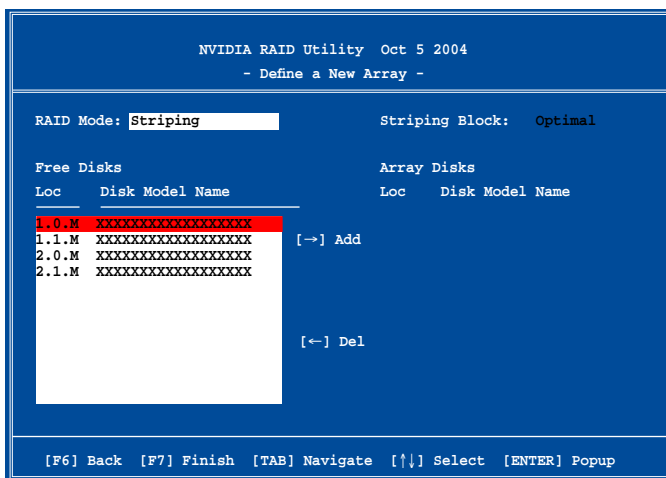 NVIDIA RAID Utility Oct 5 2004
- Define a New Array -
RAID Mode: Striping Striping Block: Optimal
Free Disks Array Disks
Loc Disk Model Name Loc Disk Model Name
1.0.M XXXXXXXXXXXXXXXXXX
1.1.M XXXXXXXXXXXXXXXXXX
[→] Add
2.0.M XXXXXXXXXXXXXXXXXX
2.1.M XXXXXXXXXXXXXXXXXX
[←] Del
[F6] Back [F7] Finish [TAB] Navigate [↑↓] Select [ENTER] Popup